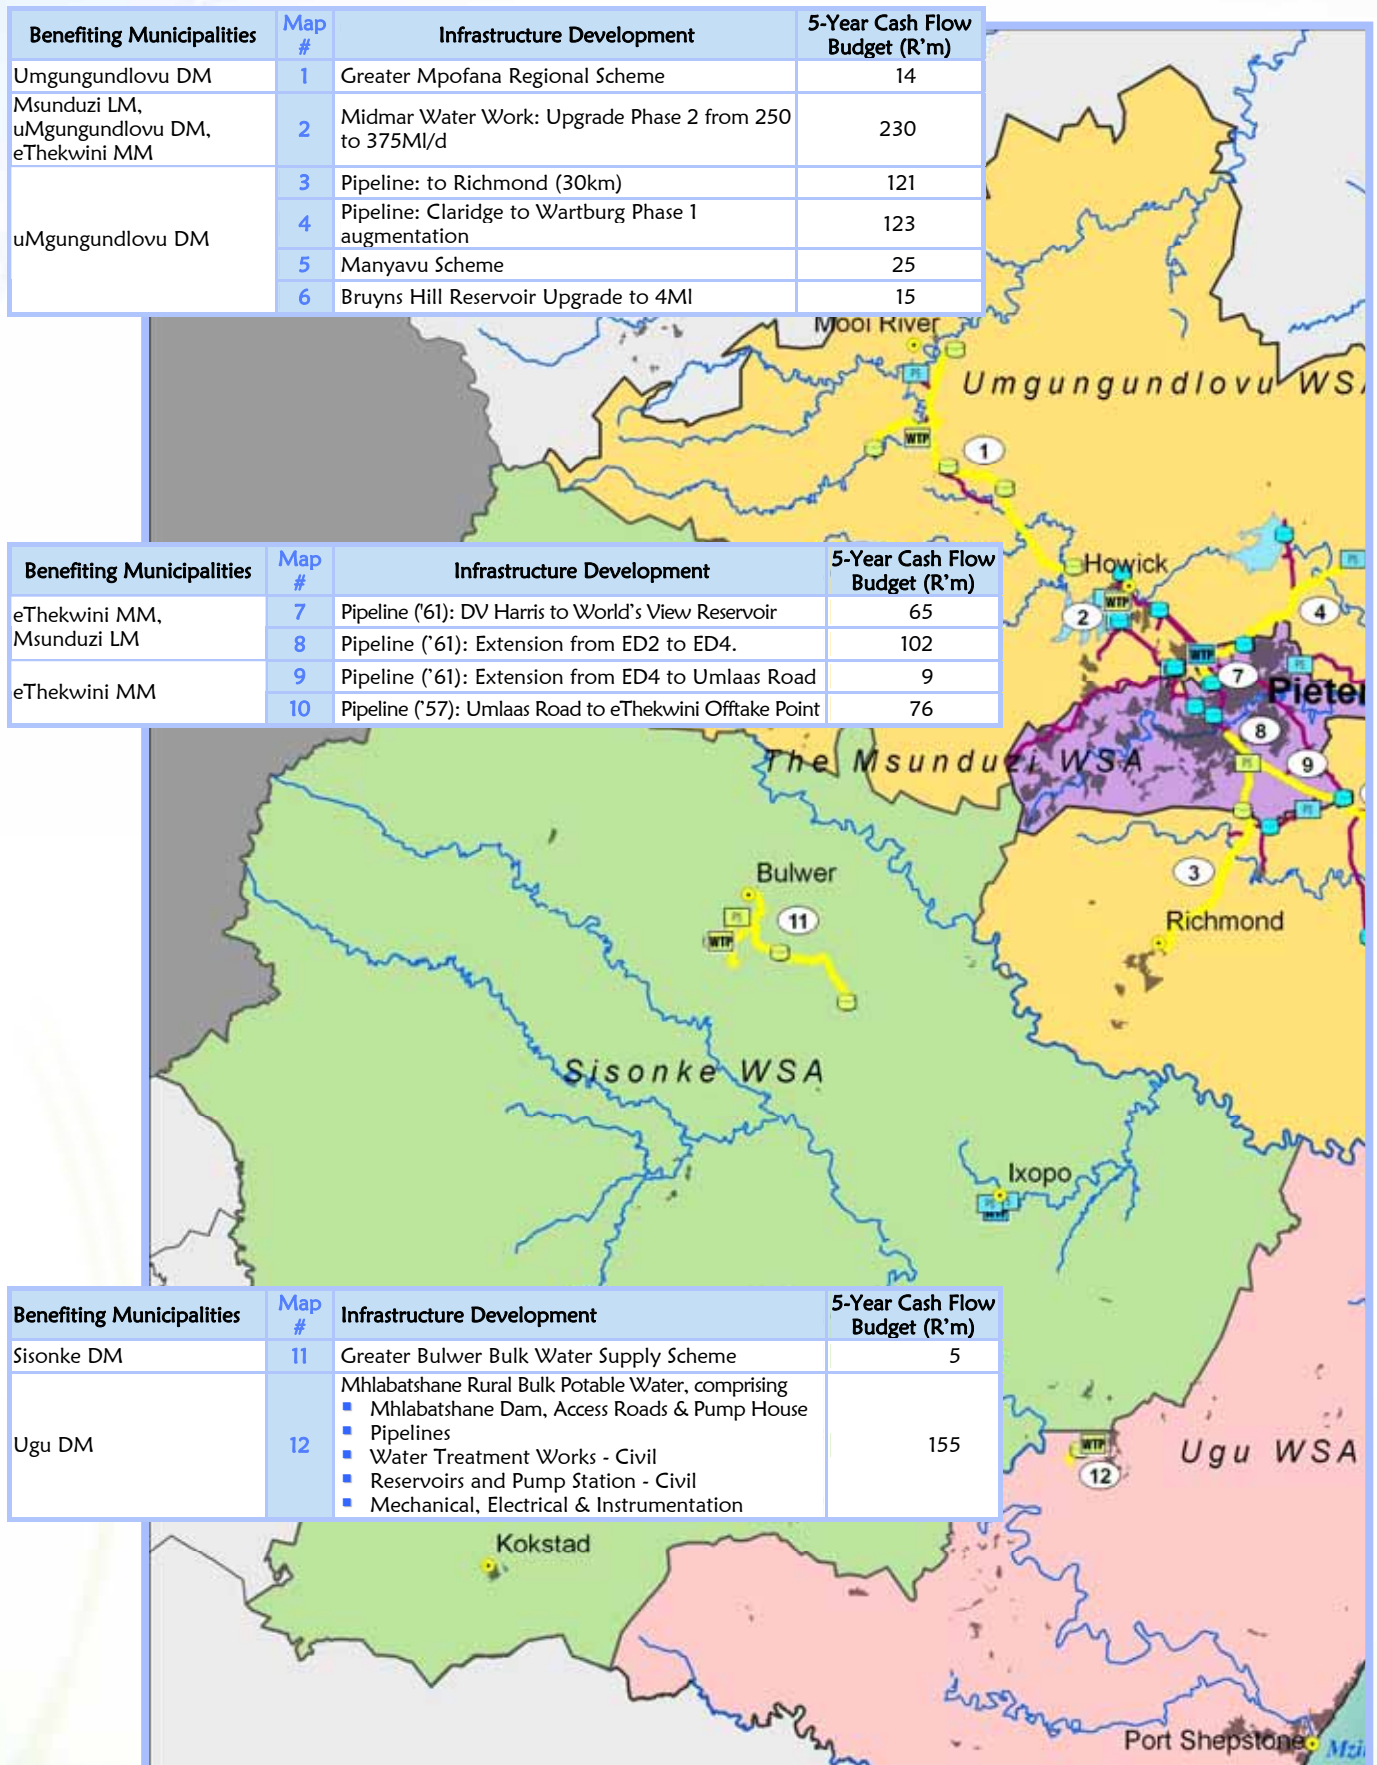 Benefiting Municipalities Map # Infrastructure Development 5-Year Cash Flow Budget (R'm)
Umgungundlovu DM 1 Greater Mpofana Regional Scheme 14
Msunduzi LM,
uMgungundlovu DM,
eThekwini MM
2 Midmar Water Work: Upgrade Phase 2 from 250
to 375Ml/d
230
uMgungundlovu DM
3 Pipeline: to Richmond (30km) 121
4 Pipeline: Claridge to Wartburg Phase 1
augmentation
123
5 Manyavu Scheme 25
6 Bruyns Hill Reservoir Upgrade to 4Ml 15
Mooi River
PS
Umgungundlovu WSA
WTP
1
Benefiting Municipalities Map # Infrastructure Development 5-Year Cash Flow Budget (R'm)
eThekwini MM,
Msunduzi LM
7 Pipeline ('61): DV Harris to World's View Reservoir 65
8 Pipeline ('61): Extension from ED2 to ED4. 102
eThekwini MM
9 Pipeline ('61): Extension from ED4 to Umlaas Road 9
10 Pipeline ('57): Umlaas Road to eThekwini Offtake Point 76
Howick
PS
WTP
2
4
WTP
PS
7
Pieter
8
The Msunduzi WSA
PS
9
PS
3
Bulwer
Richmond
PS
11
WTP
Sisonke WSA
Ixopo
PS
WTP
Benefiting Municipalities Map # Infrastructure Development 5-Year Cash Flow Budget (R'm)
Sisonke DM 11 Greater Bulwer Bulk Water Supply Scheme 5
Ugu DM 12
Mhlabatshane Rural Bulk Potable Water, comprising
▪ Mhlabatshane Dam, Access Roads & Pump House
▪ Pipelines
▪ Water Treatment Works - Civil
▪ Reservoirs and Pump Station - Civil
▪ Mechanical, Electrical & Instrumentation
155
WTP
Ugu WSA
12
Kokstad
Port Shepstone
Mzi